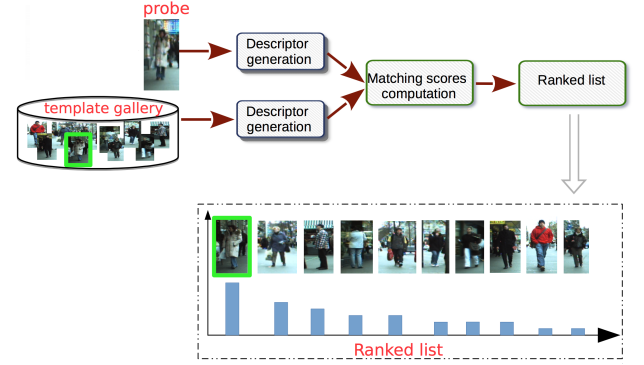 probe
Descriptor
generation
template gallery
Descriptor
generation
Matching scores
computation
Ranked list
Ranked list